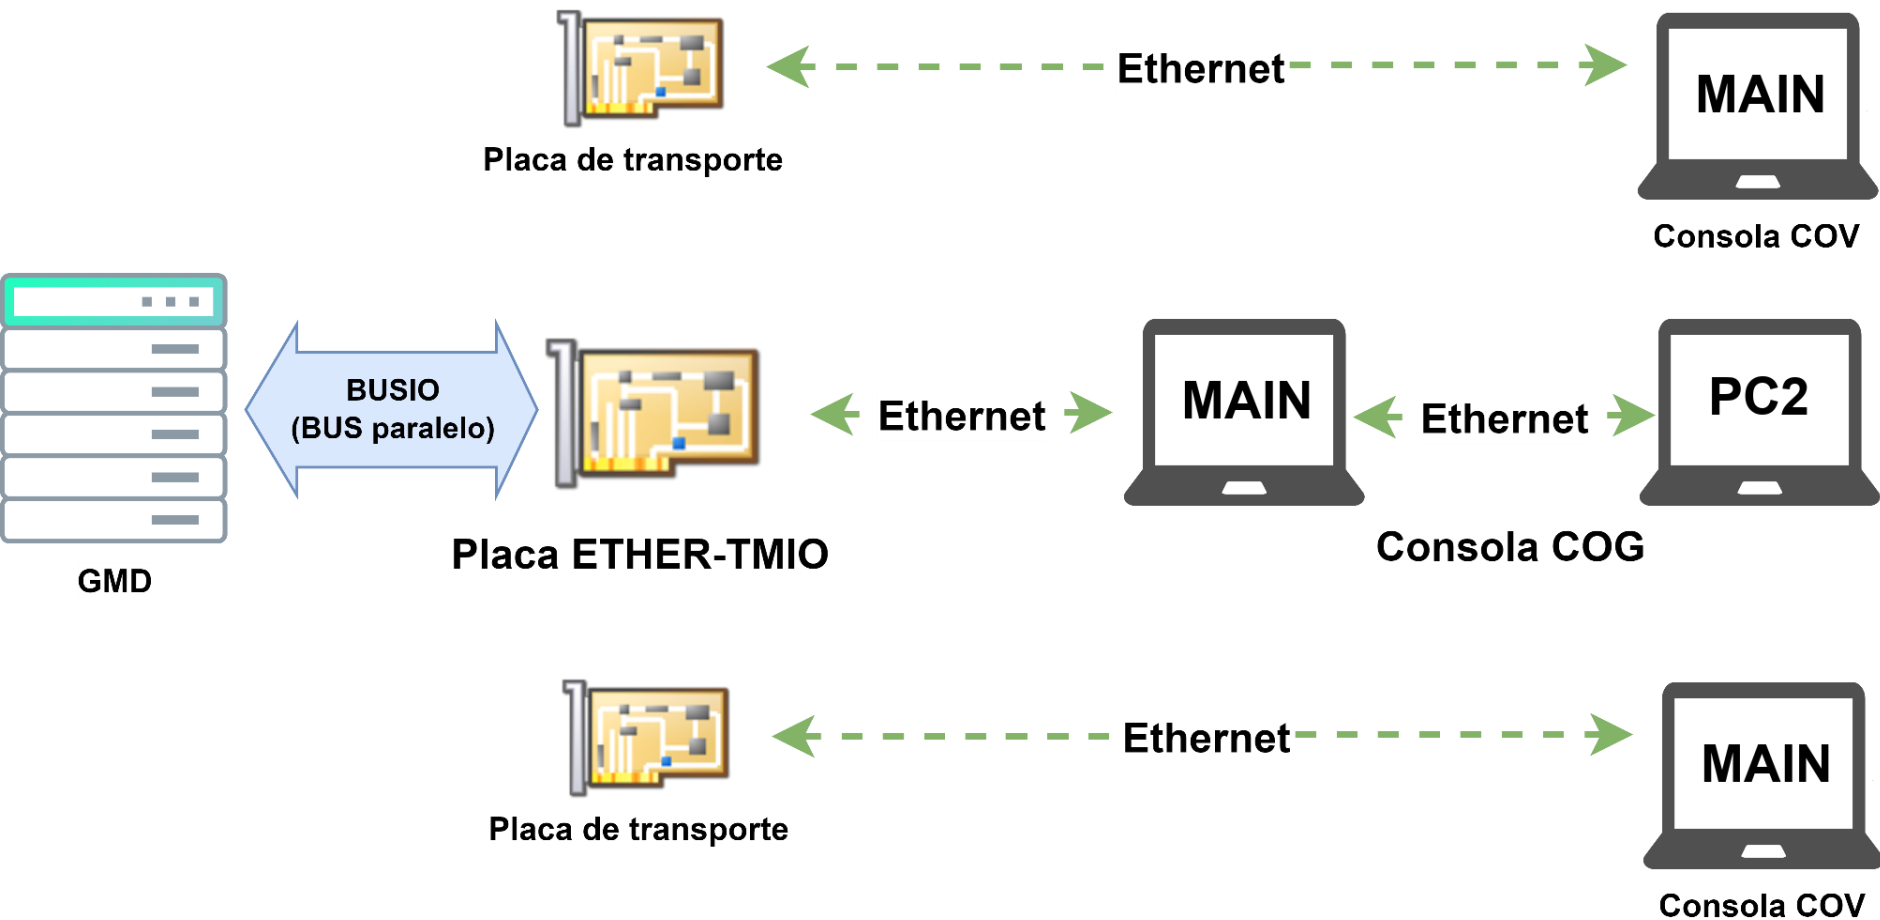 Ethernet
MAIN
Placa de transporte
Consola COV
BUSIO
(BUS paralelo)
Ethernet
MAIN
Ethernet
PC2
GMD
Placa ETHER-TMIO
Consola COG
Ethernet
MAIN
Placa de transporte
Consola COV